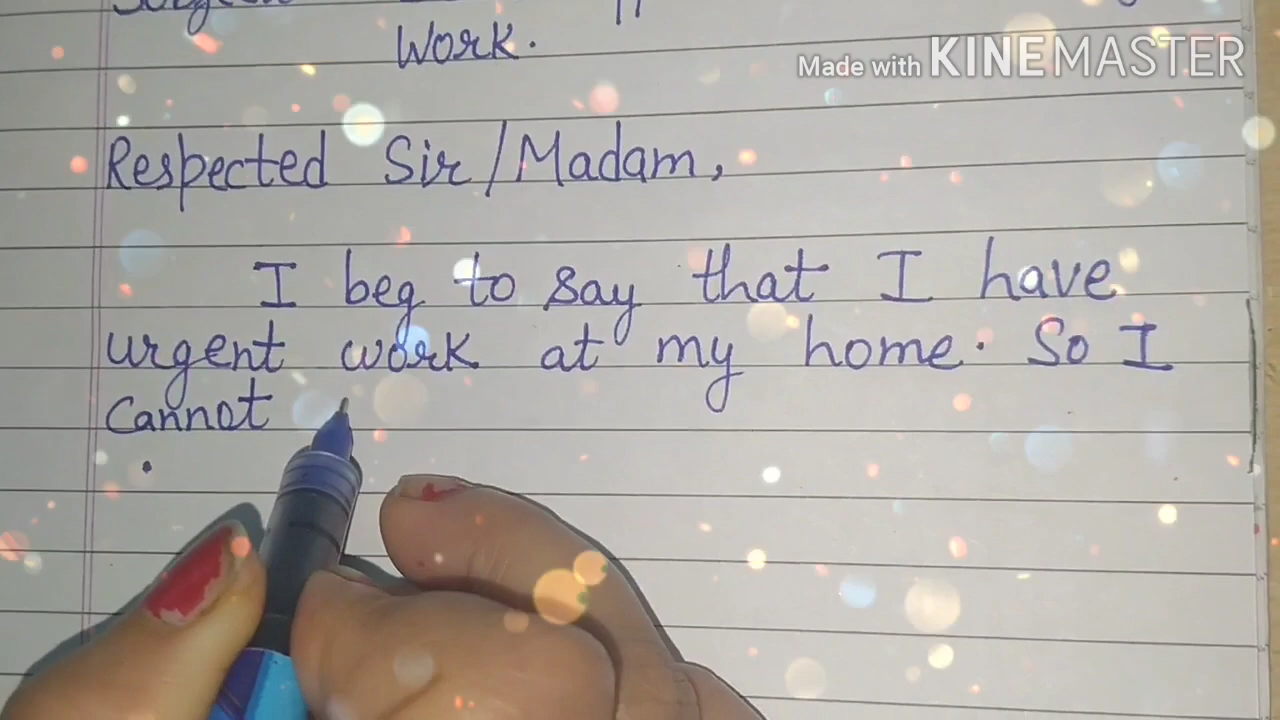 Work.
Made with KINEMASTER
Respected Sir/Madam,
I beg to say that I have
urgent work at my home. So I
cannot